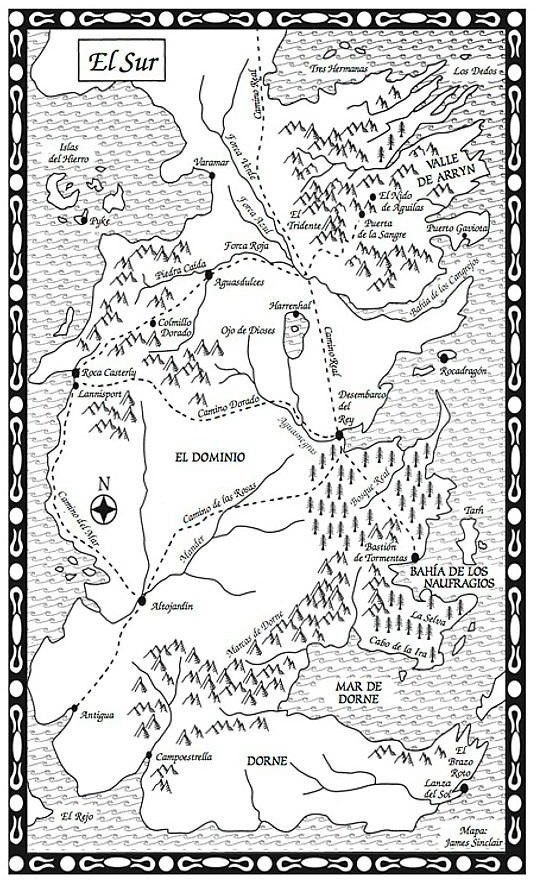 El Sur
Tres Hermanas
Los Dedos
Camino Real
Islas
del Hierro
Forca Verde
Varamar
VALLE
DE ARRYN
El Nido
de Águilas
Forca Azul
Pyke
El
Tridente
Puerta
de la Sangre
Puerto Gaviota
Forca Roja
Piedra Caída
Aguasdulces
Bahía de los Cangrejos
Harrenhal
Colmillo
Dorado
Ojo de Dioses
Camino Real
Rocadragón
Roca Casterly
Lannisport
Camino Dorado
Desembarco
del
Rey
Aguasnegras
EL DOMINIO
N
Bosque Real
Camino del Mar
Camino de las Rosas
Tarth
Mander
Bastión
de Tormentas
BAHÍA DE LOS
NAUFRAGIOS
Altojardín
La Selva
Marcas de Dorne
Cabo de la Ira
MAR DE
DORNE
Antigua
Campoestrella
DORNE
El
Brazo
Roto
Lanza
del Sol
El Rejo
Mapa:
James Sinclair